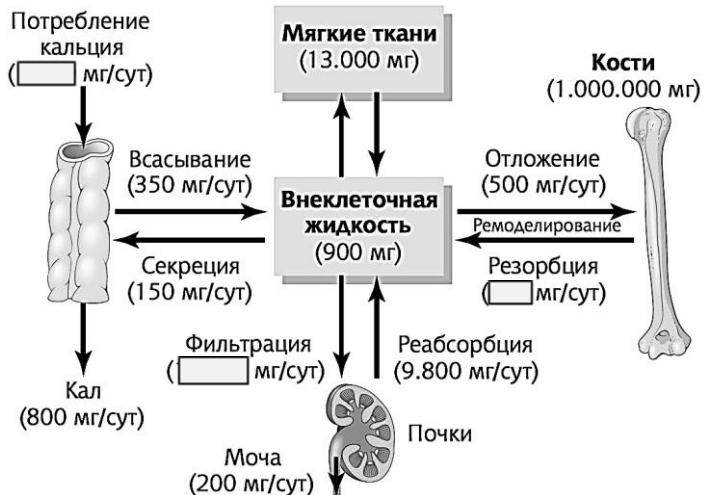 Потребление
кальция
( мг/сут)
Мягкие ткани
(13.000 мг)
Кости
(1.000.000 мг)
Всасывание
(350 мг/сут)
Внеклеточная
жидкость
(900 мг)
Отложение
(500 мг/сут)
Ремоделирование
Секреция
(150 мг/сут)
Резорбция
( мг/сут)
Фильтрация
( мг/сут)
Реабсорбция
(9.800 мг/сут)
Кал
(800 мг/сут)
Почки
Моча
(200 мг/сут)